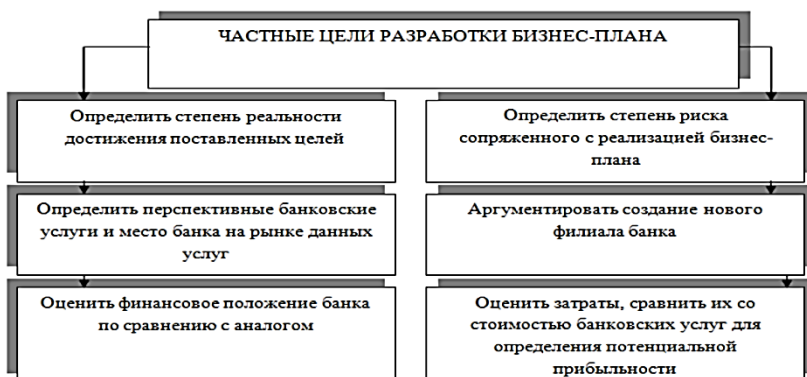 ЧАСТНЫЕ ЦЕЛИ РАЗРАБОТКИ БИЗНЕС-ПЛАНА
Определить степень реальности
достижения поставленных целей
Определить перспективные банковские
услуги и место банка на рынке данных
услуг
Оценить финансовое положение банка
по сравнению с аналогом
Определить степень риска
сопряженного с реализацией бизнес-
плана
Аргументировать создание нового
филиала банка
Оценить затраты, сравнить их со
стоимостью банковских услуг для
определения потенциальной
прибыльности